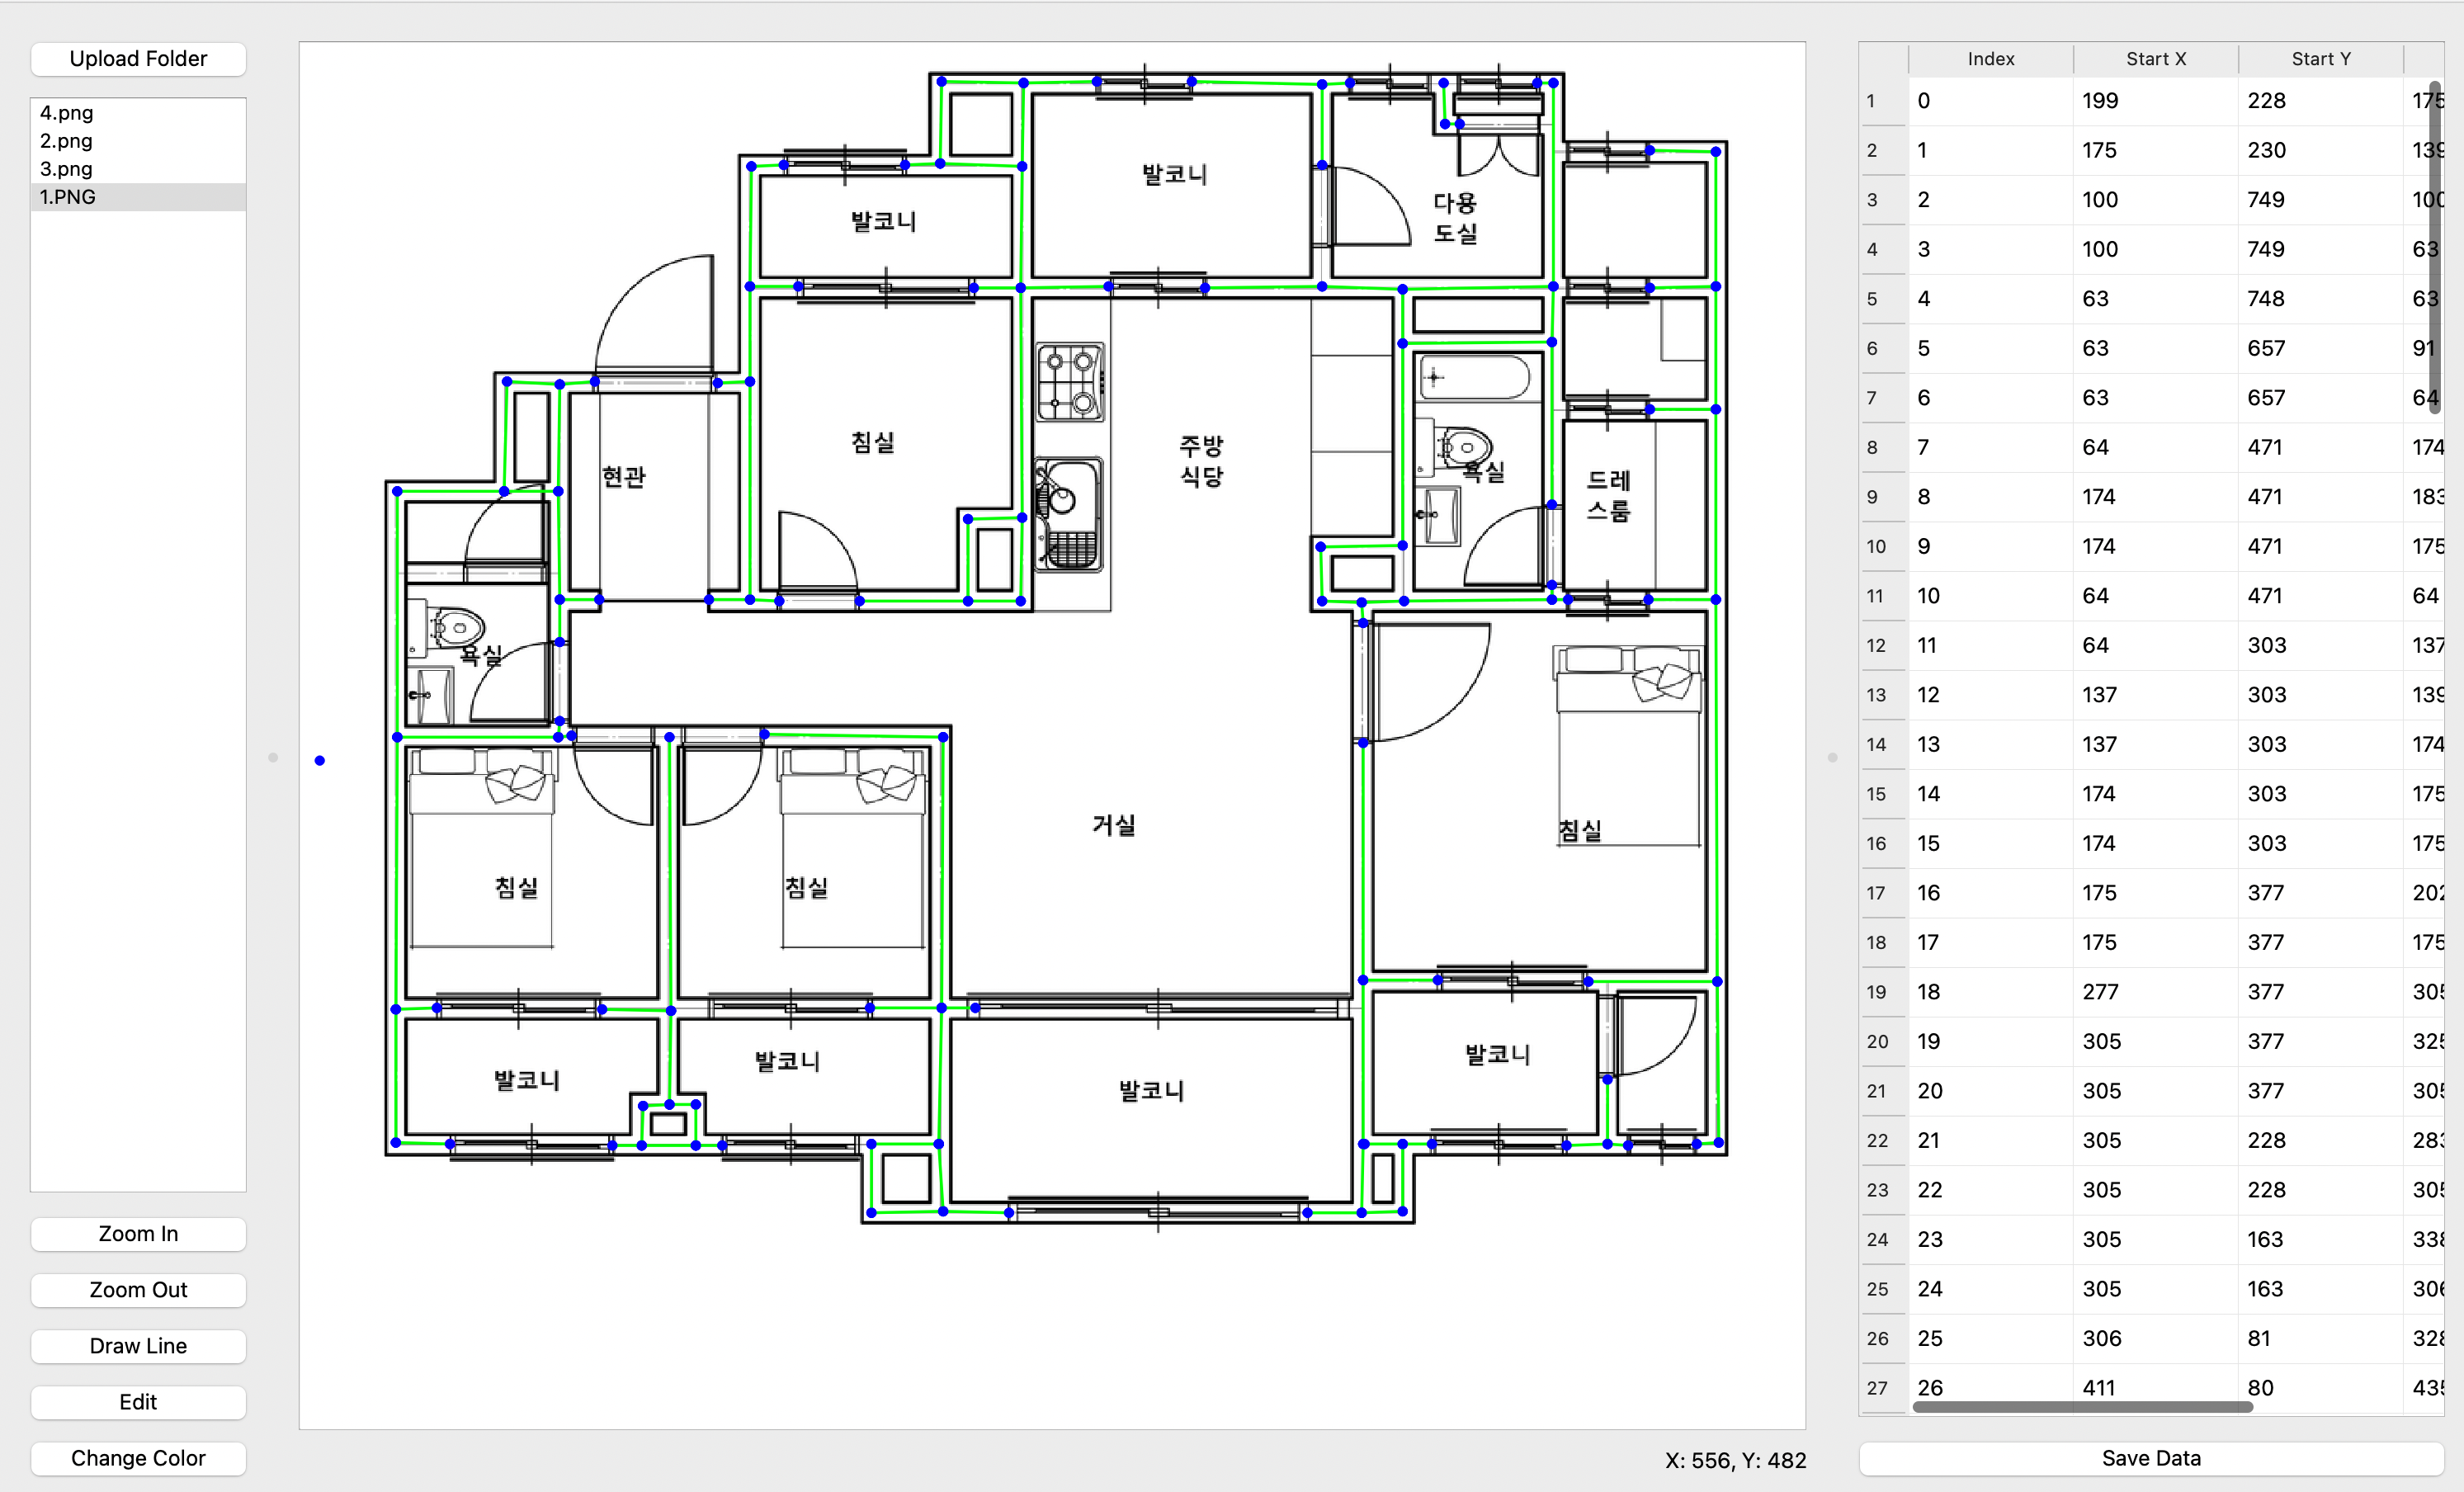 Upload Folder
4.png
2.png
3.png
1.PNG
Zoom In
Zoom Out
Draw Line
Edit
Change Color
발코니
다용
도실
발코니
침실
주방
식당
현관
욕실
드레
스룸
욕실
거실
침실
침실
침실
발코니
발코니
발코니
발코니
X: 556, Y: 482
Index Start X Start Y
1 0 199 228 175
2 1 175 230 139
3 2 100 749 100
4 3 100 749 63
5 4 63 748 63
6 5 63 657 91
7 6 63 657 64
8 7 64 471 174
9 8 174 471 183
10 9 174 471 175
11 10 64 471 64
12 11 64 303 137
13 12 137 303 139
14 13 137 303 174
15 14 174 303 175
16 15 174 303 175
17 16 175 377 202
18 17 175 377 175
19 18 277 377 305
20 19 305 377 325
21 20 305 377 305
22 21 305 228 283
23 22 305 228 305
24 23 305 163 338
25 24 305 163 306
26 25 306 81 328
27 26 411 80 435
Save Data